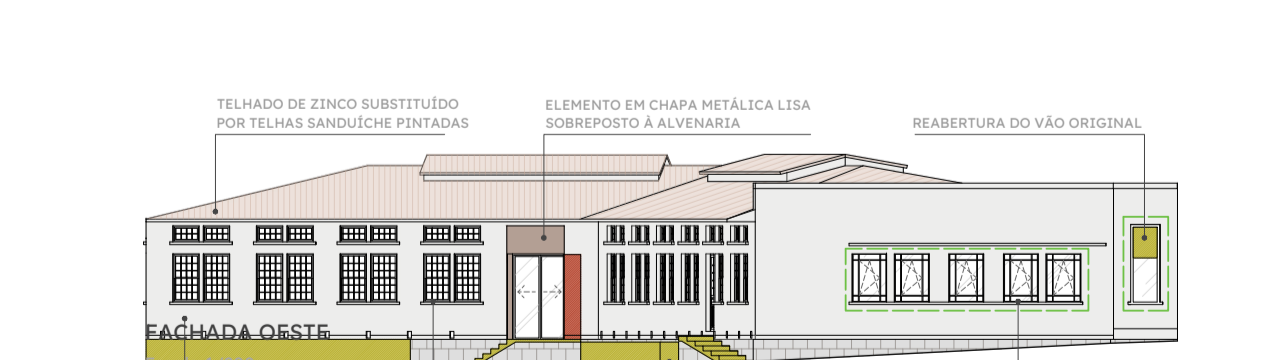 TELHADO DE ZINCO SUBSTITUÍDO
POR TELHAS SANDUÍCHE PINTADAS
ELEMENTO EM CHAPA METÁLICA LISA
SOBREPOSTO À ALVENARIA
REABERTURA DO VÃO ORIGINAL
FACHADA OESTE